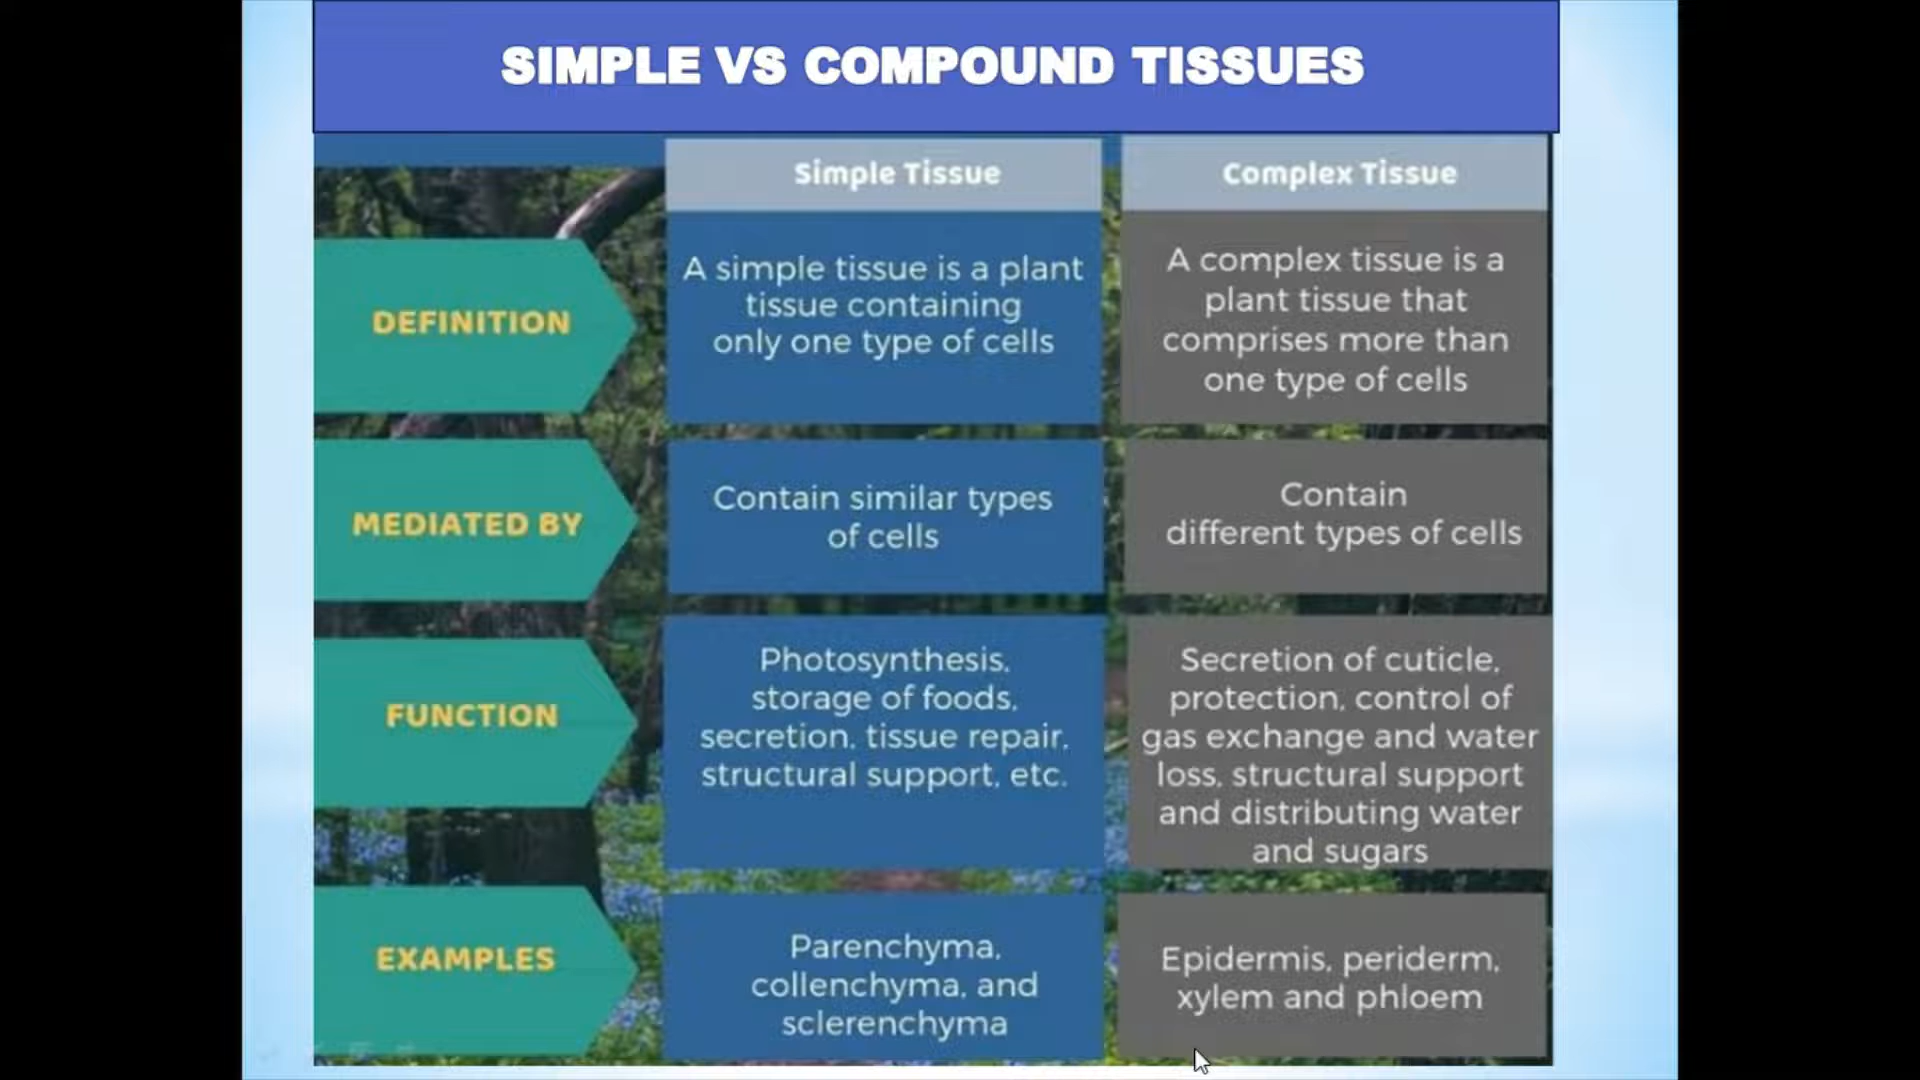 SIMPLE VS COMPOUND TISSUES
Simple Tissue
Complex Tissue
DEFINITION
A simple tissue is a plant
tissue containing
only one type of cells
A complex tissue is a
plant tissue that
comprises more than
one type of cells
MEDIATED BY
Contain similar types
of cells
Contain
different types of cells
FUNCTION
Photosynthesis,
storage of foods,
secretion, tissue repair,
structural support, etc.
Secretion of cuticle,
protection, control of
gas exchange and water
loss, structural support
and distributing water
and sugars
EXAMPLES
Parenchyma,
collenchyma, and
sclerenchyma
Epidermis, periderm,
xylem and phloem